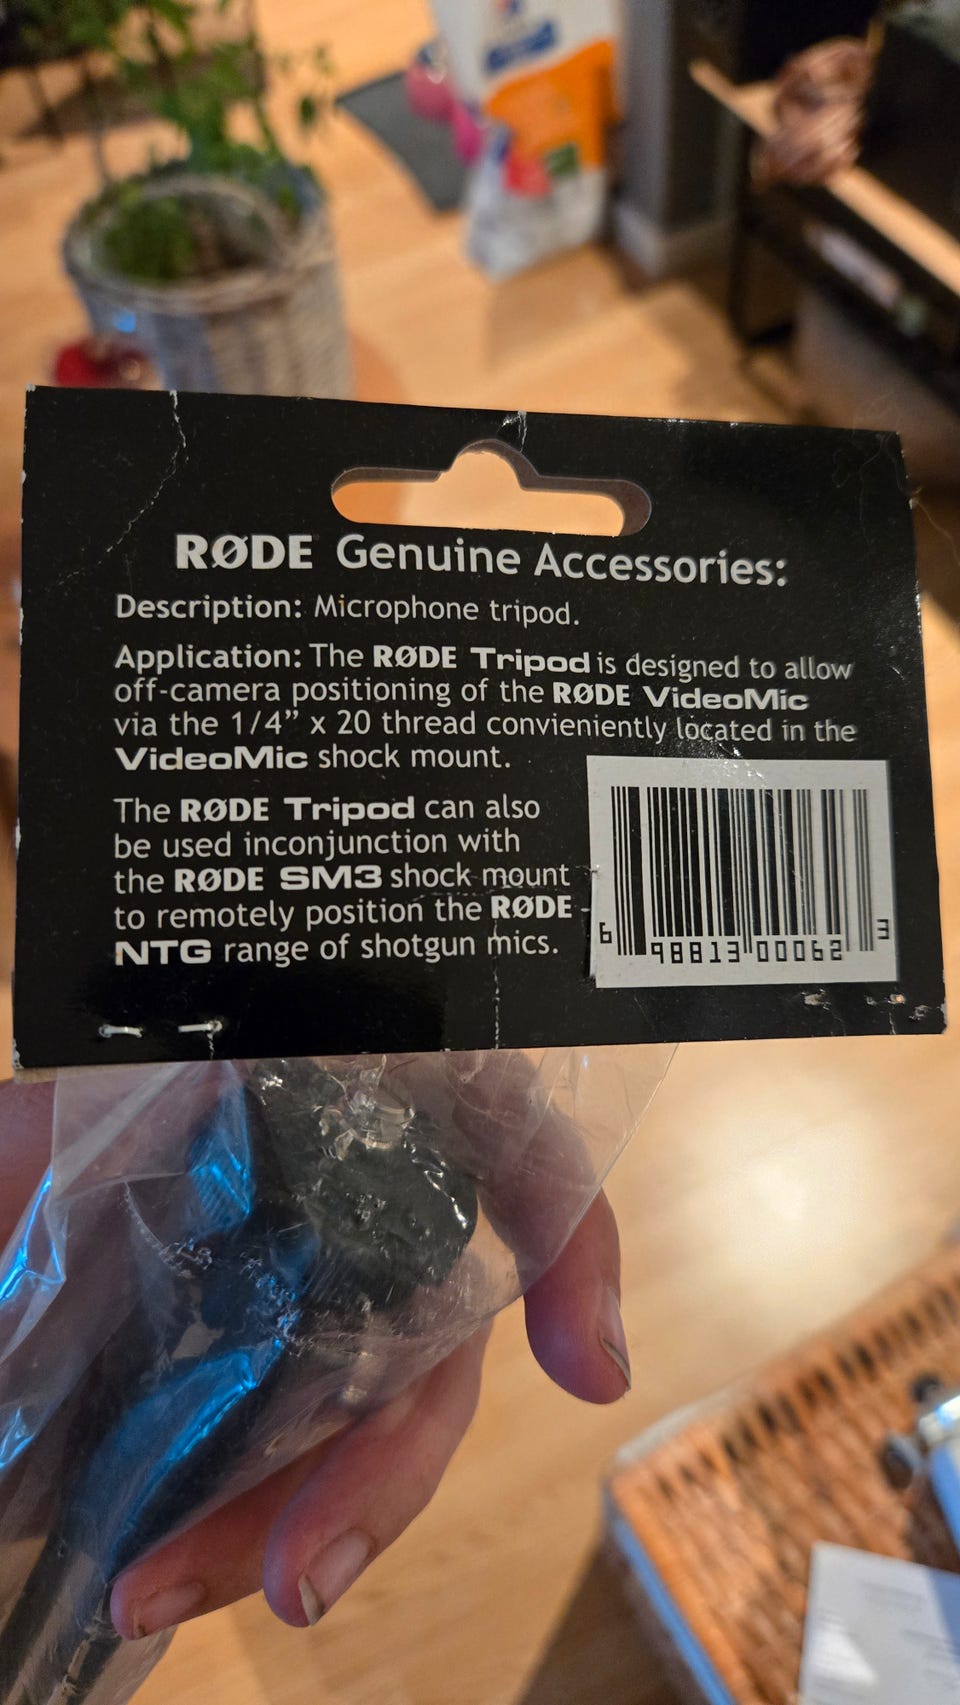 RØDE Genuine Accessories:
Description: Microphone tripod.
Application: The RØDE Tripod is designed to allow
off-camera positioning of the RØDE VideoMic
via the 1/4” x 20 thread convieniently located in the
VideoMic shock mount.
The RØDE Tripod can also
be used inconjunction with
the RØDE SM3 shock mount
to remotely position the RØDE
NTG range of shotgun mics.
6 98813 00062 3